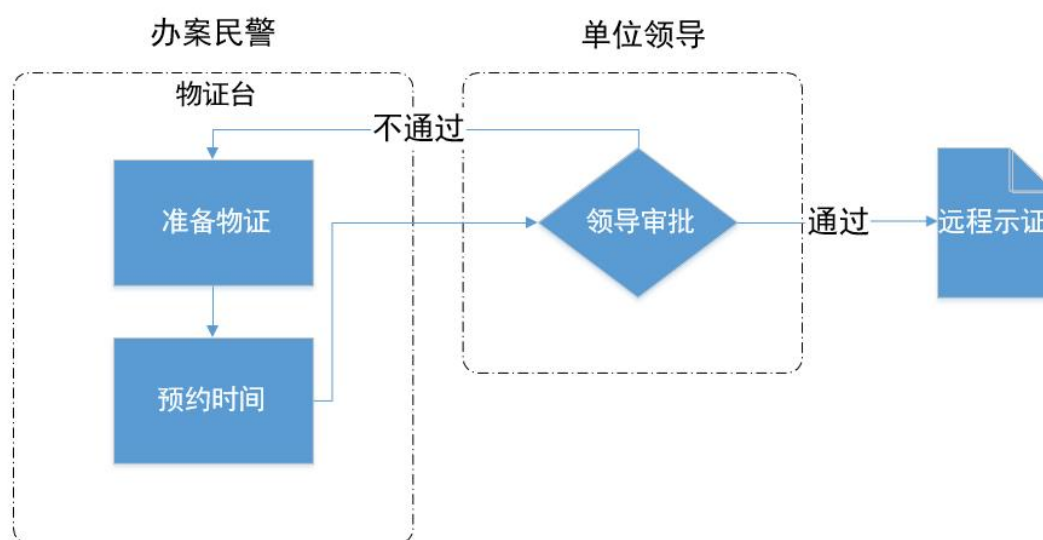 办案民警
单位领导
物证台
不通过
准备物证
领导审批
通过
远程示证
预约时间